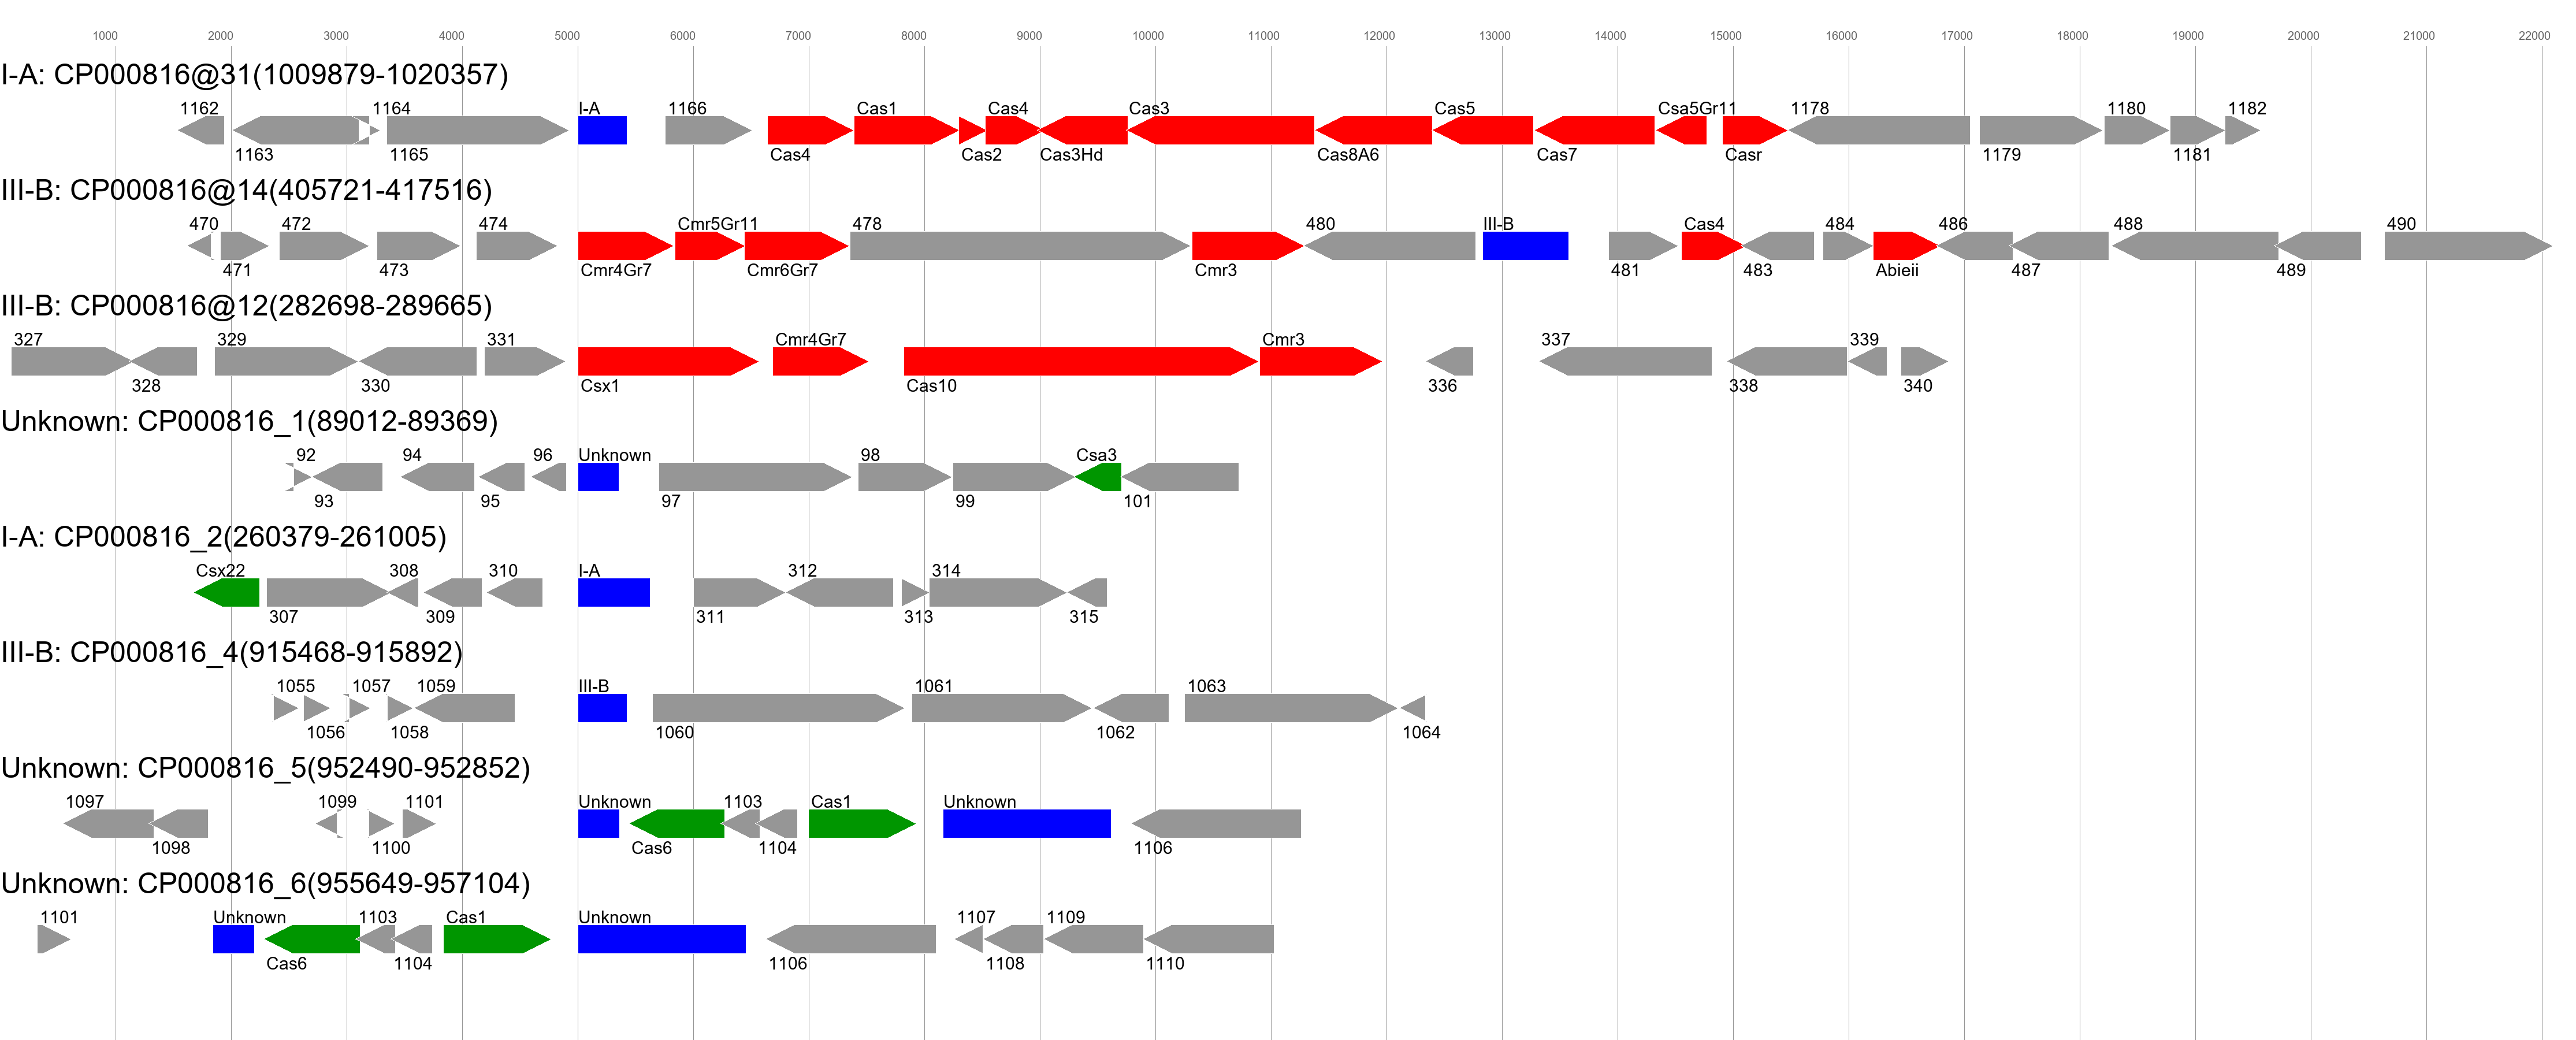 1000 2000 3000 4000 5000 6000 7000 8000 9000 10000 11000 12000 13000 14000 15000 16000 17000 18000 19000 20000 21000 22000
I-A: CP000816@31(1009879-1020357)
1162 1164 I-A 1166 Cas1 Cas4 Cas3 Cas5 Csa5Gr11 1178 1180 1182
1163 1165 Cas4 Cas2 Cas3Hd Cas8A6 Cas7 Casr 1179 1181
III-B: CP000816@14(405721-417516)
470 472 474 Cmr5Gr11 478 480 III-B Cas4 484 486 488 490
471 473 Cmr4Gr7 Cmr6Gr7 Cmr3 481 483 Abieii 487 489
III-B: CP000816@12(282698-289665)
327 329 331 Cmr4Gr7 Cmr3 337 339
328 330 Csx1 Cas10 336 338 340
Unknown: CP000816_1(89012-89369)
92 94 96 Unknown 98 Csa3
93 95 97 99 101
I-A: CP000816_2(260379-261005)
Csx22 308 310 I-A 312 314
307 309 311 313 315
III-B: CP000816_4(915468-915892)
1055 1057 1059 III-B 1061 1063
1056 1058 1060 1062 1064
Unknown: CP000816_5(952490-952852)
1097 1099 1101 Unknown 1103 Cas1 Unknown
1098 1100 Cas6 1104 1106
Unknown: CP000816_6(955649-957104)
1101 Unknown 1103 Cas1 Unknown 1107 1109
Cas6 1104 1106 1108 1110